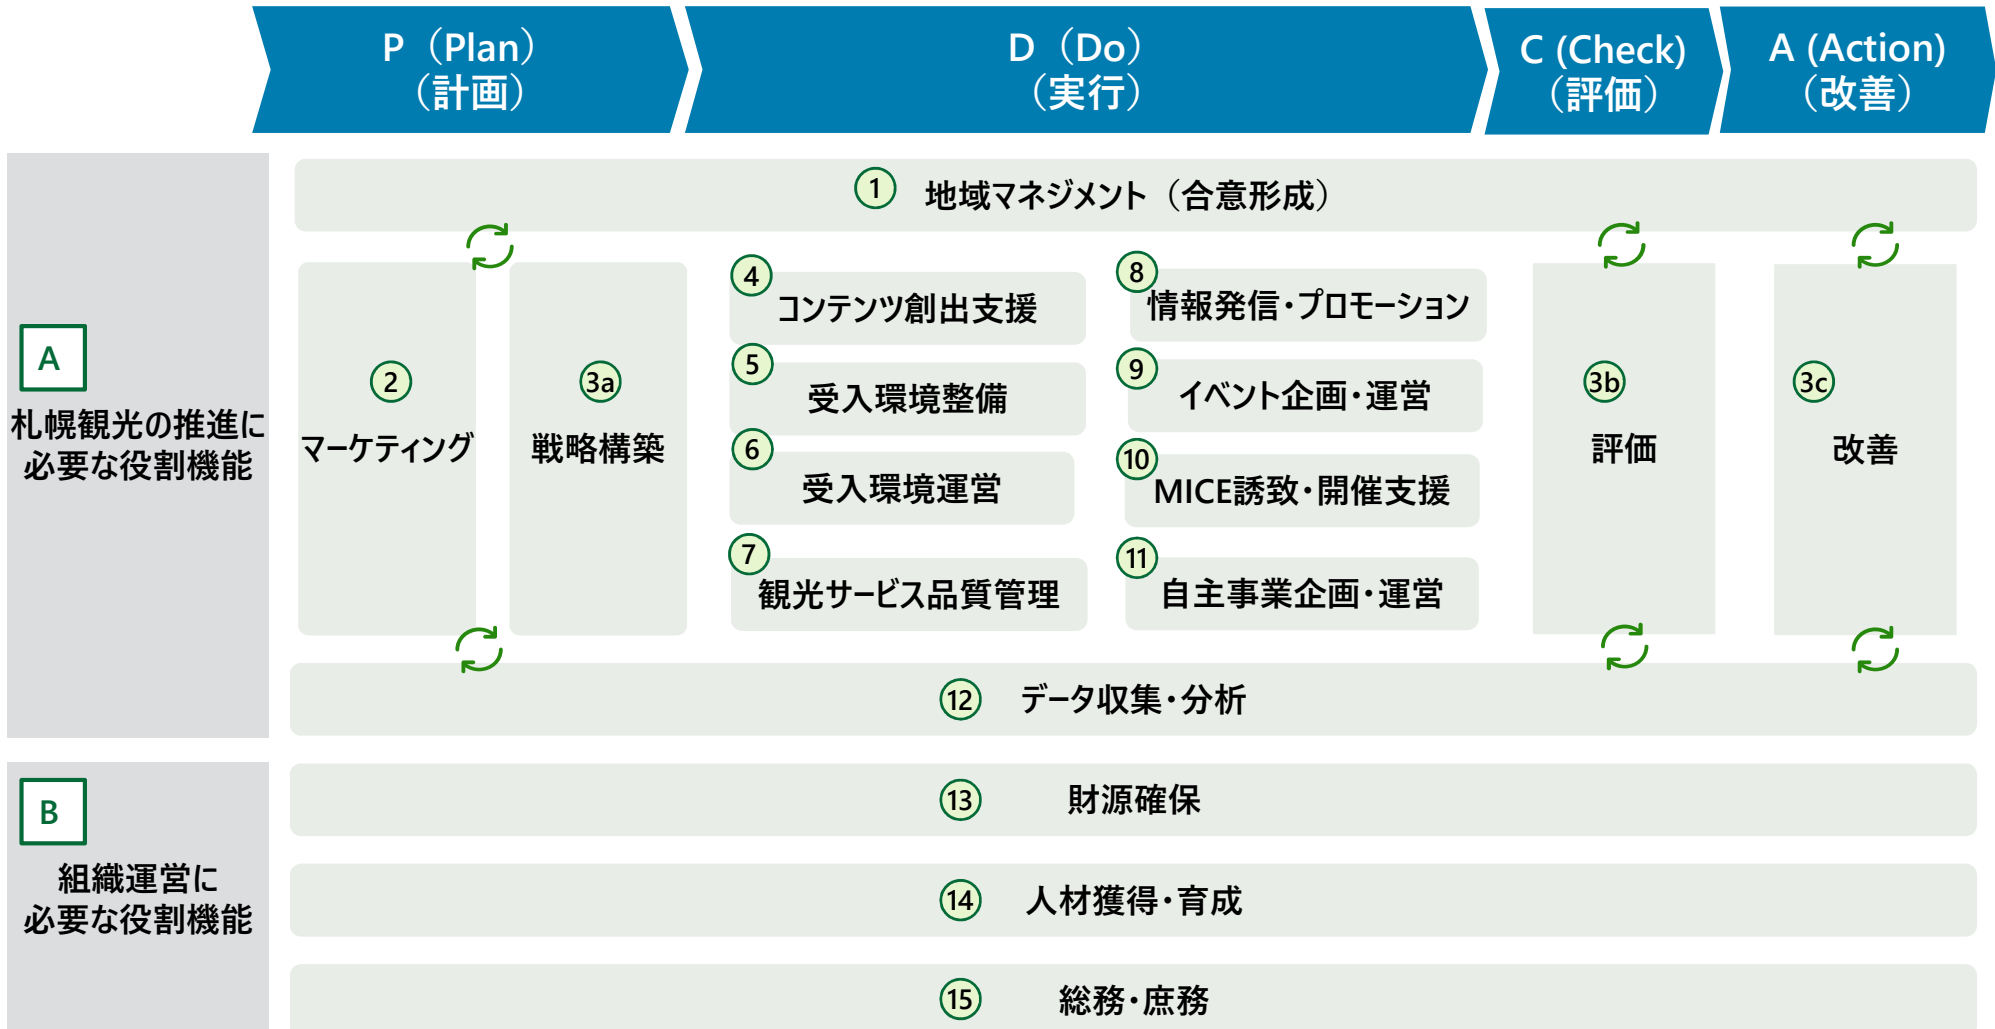 P（Plan）
（計画）
D（Do）
（実行）
C (Check)
（評価）
A (Action)
（改善）
A
札幌観光の推進に
必要な役割機能
1 地域マネジメント（合意形成）
2
マーケティング
3a
戦略構築
4
コンテンツ創出支援
5
受入環境整備
6
受入環境運営
7
観光サービス品質管理
8
情報発信・プロモーション
9
イベント企画・運営
10
MICE誘致・開催支援
11
自主事業企画・運営
3b
評価
3c
改善
12 データ収集・分析
B
組織運営に
必要な役割機能
13 財源確保
14 人材獲得・育成
15 総務・庶務